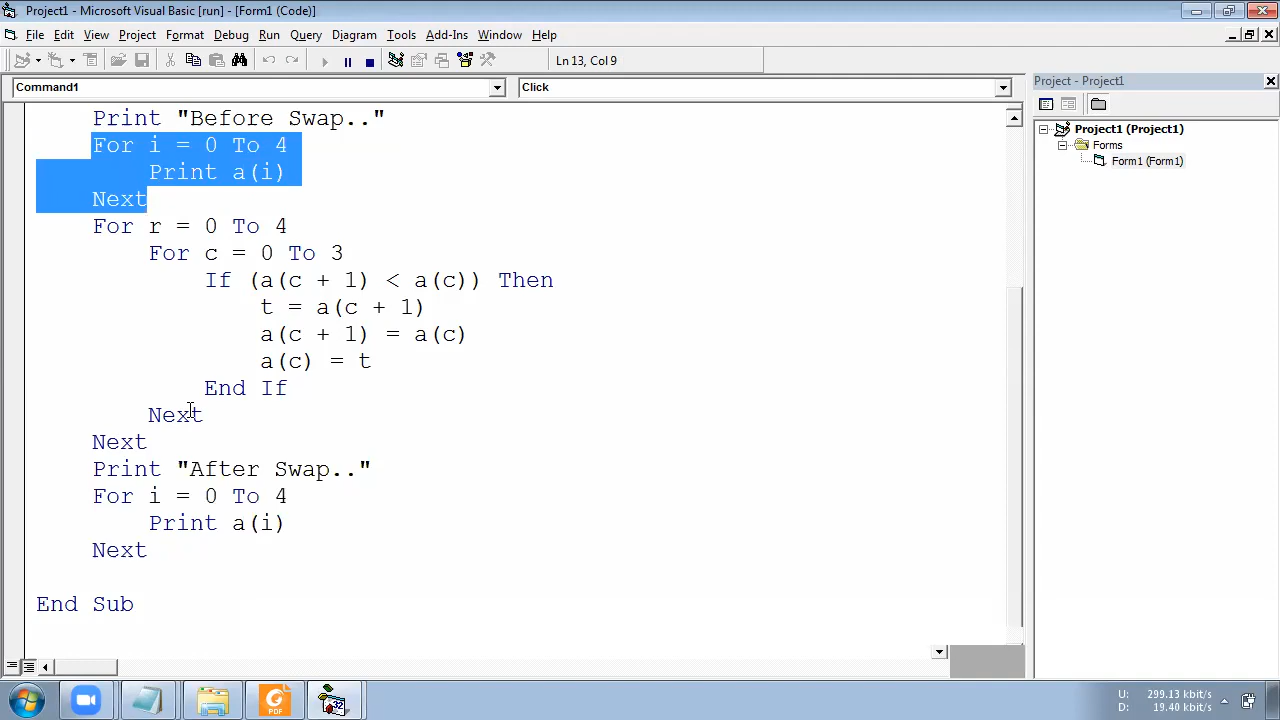 Project1 - Microsoft Visual Basic [run] - [Form1 (Code)]
File Edit View Project Format Debug Run Query Diagram Tools Add-Ins Window Help
Ln 13, Col 9
Command1 Click
Project - Project1
Project1 (Project1)
Forms
Form1 (Form1)
Print "Before Swap.."
For i = 0 To 4
Print a(i)
Next
For r = 0 To 4
For c = 0 To 3
If (a(c + 1) < a(c)) Then
t = a(c + 1)
a(c + 1) = a(c)
a(c) = t
End If
Next
Next
Print "After Swap.."
For i = 0 To 4
Print a(i)
Next
End Sub
PDF
U: 299.13 kbit/s
D: 19.40 kbit/s